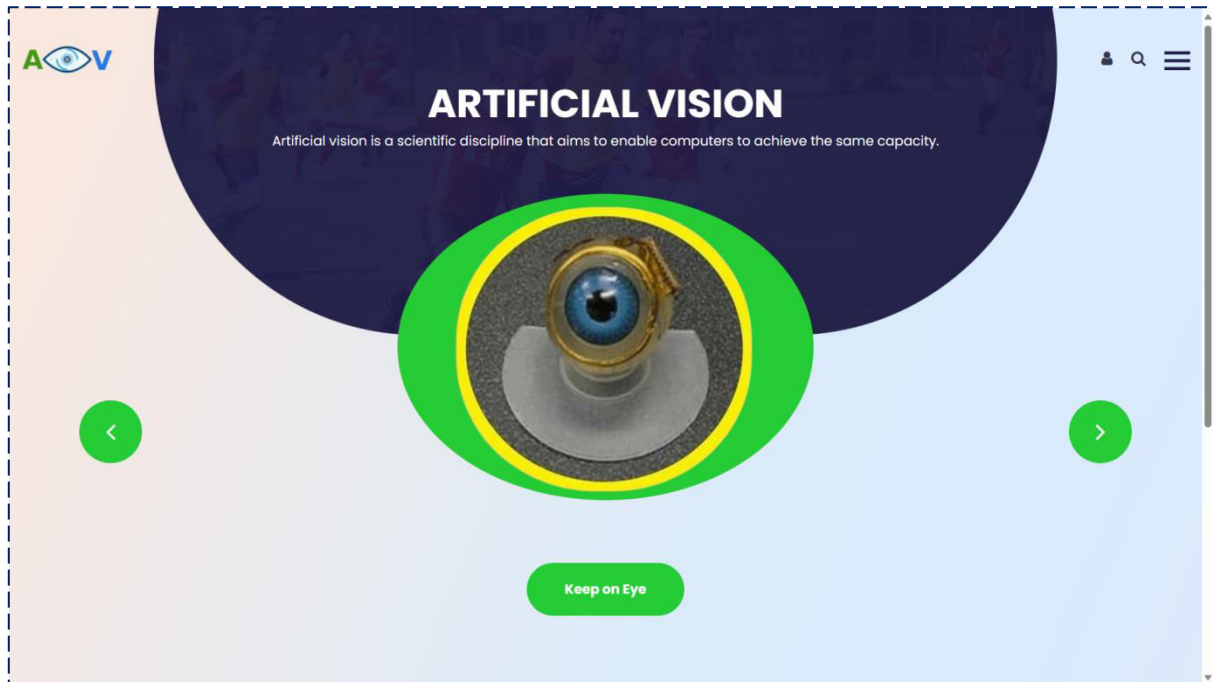 A V
ARTIFICIAL VISION
Artificial vision is a scientific discipline that aims to enable computers to achieve the same capacity.
Keep on Eye